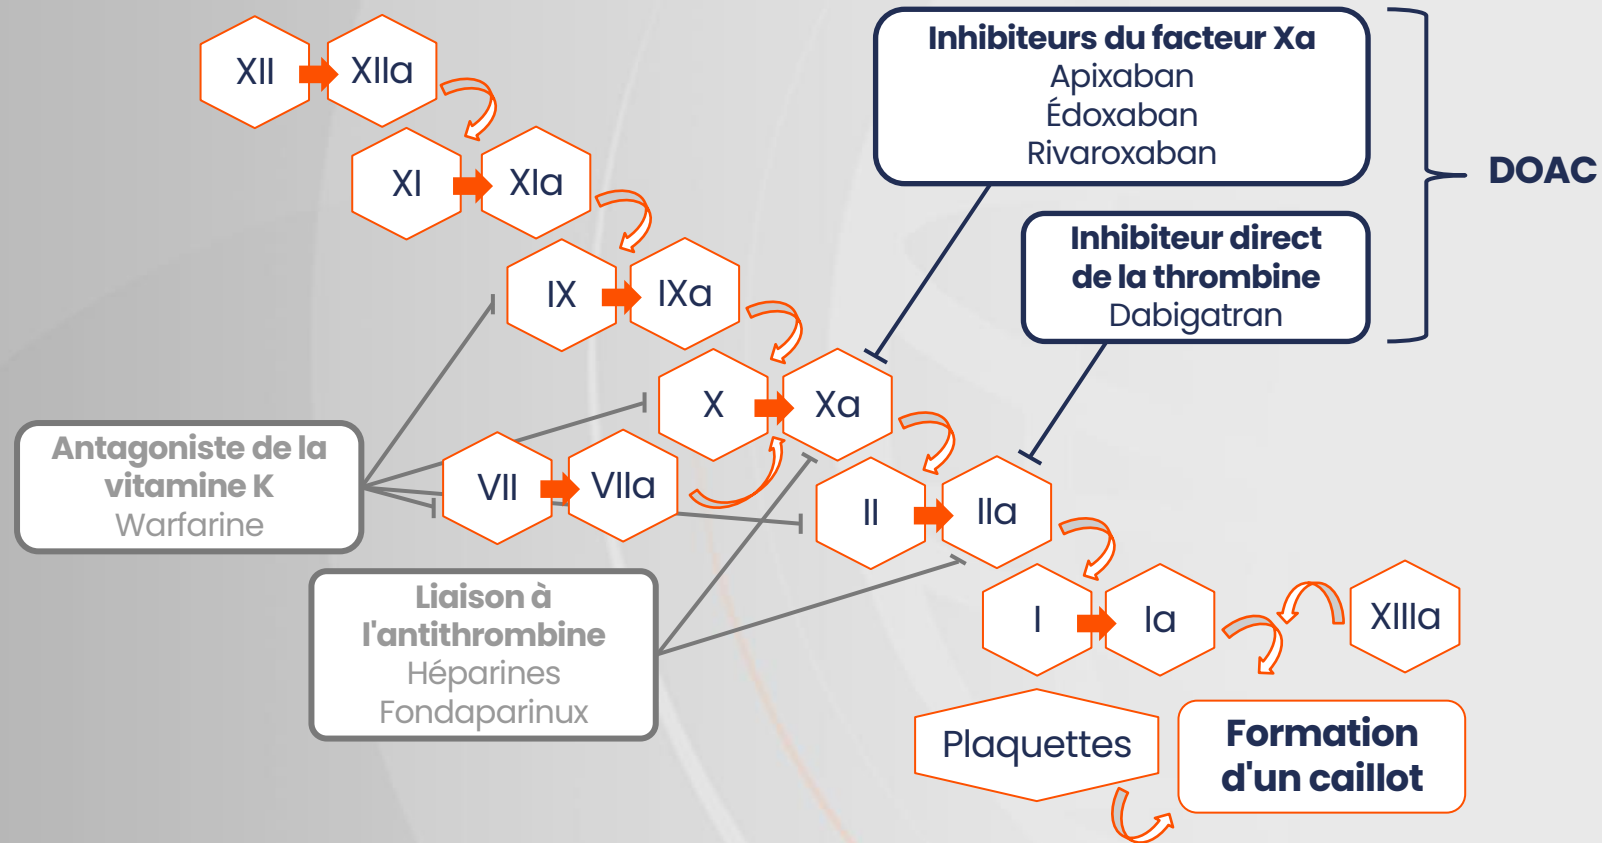 XII
XIIa
XI
XIa
IX
IXa
X
Xa
VII
VIIa
II
IIa
I
Ia
XIIIa
Inhibiteurs du facteur Xa
Apixaban
Édoxaban
Rivaroxaban
Inhibiteur direct
de la thrombine
Dabigatran
DOAC
Antagoniste de la
vitamine K
Warfarine
Liaison à
l'antithrombine
Héparines
Fondaparinux
Plaquettes
Formation
d'un caillot